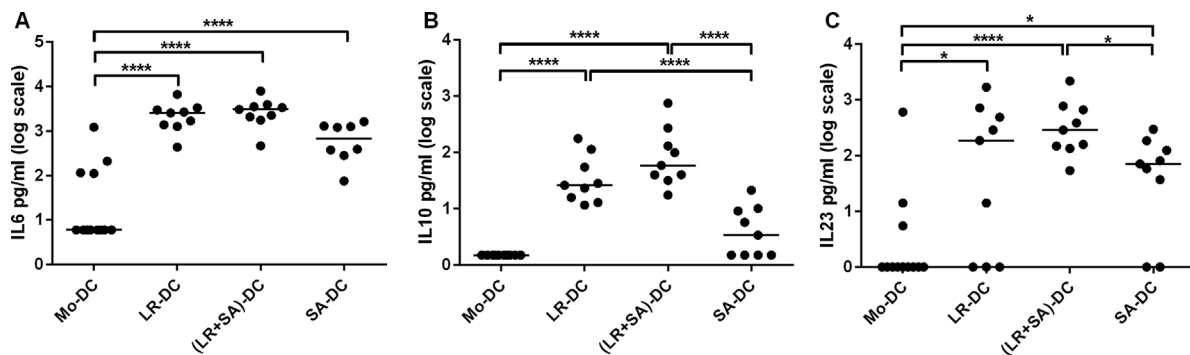 A
****
****
****
IL6 pg/ml (log scale)
5
4
3
2
1
0
Mo-DC
LR-DC
(LR+SA)-DC
SA-DC
B
**** ****
**** ****
IL10 pg/ml (log scale)
4
3
2
1
0
Mo-DC
LR-DC
(LR+SA)-DC
SA-DC
C
*
**** *
*
IL23 pg/ml (log scale)
4
3
2
1
0
Mo-DC
LR-DC
(LR+SA)-DC
SA-DC